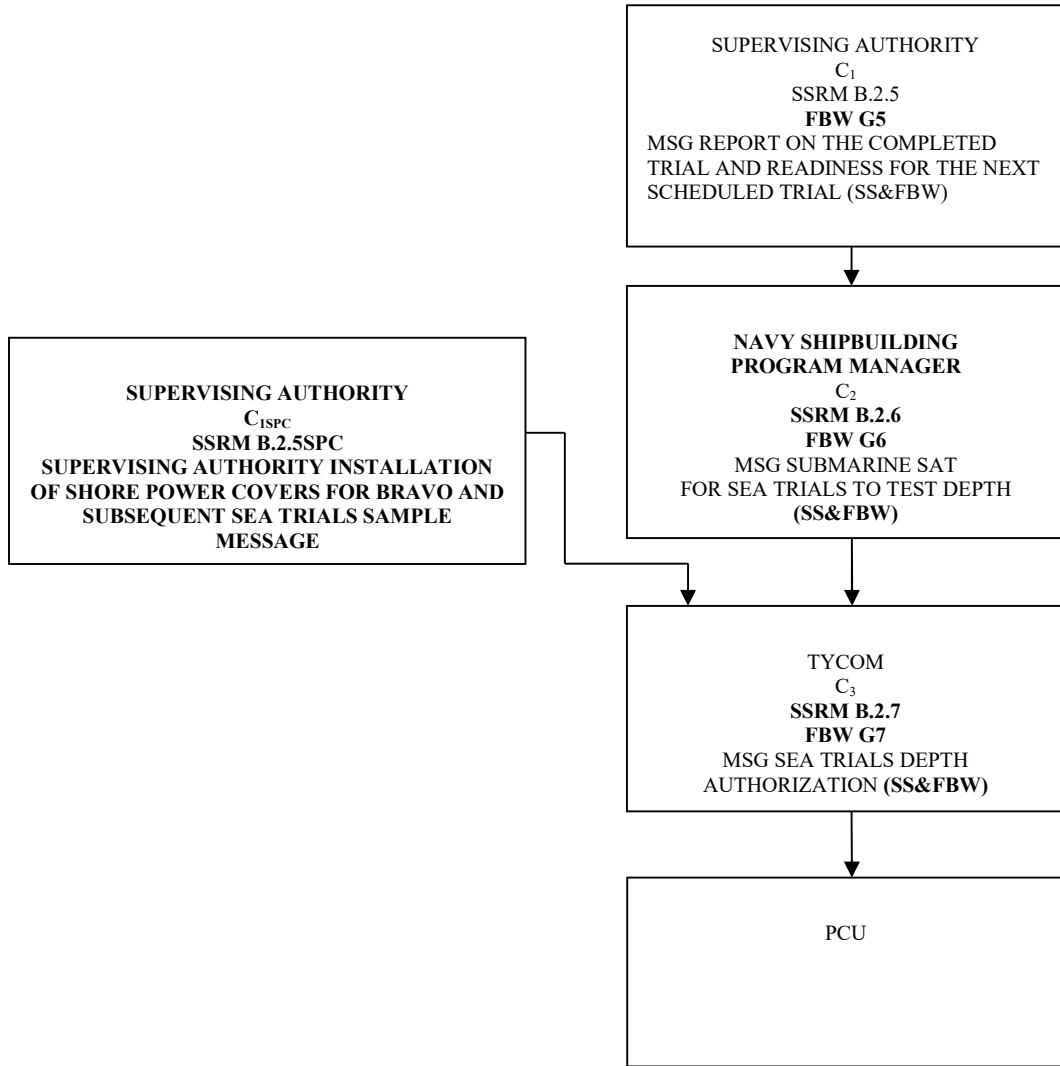 SUPERVISING AUTHORITY
C₁
SSRM B.2.5
FBW G5
MSG REPORT ON THE COMPLETED
TRIAL AND READINESS FOR THE NEXT
SCHEDULED TRIAL (SS&FBW)
NAVY SHIPBUILDING
PROGRAM MANAGER
C₂
SSRM B.2.6
FBW G6
MSG SUBMARINE SAT
FOR SEA TRIALS TO TEST DEPTH
(SS&FBW)
SUPERVISING AUTHORITY
C₁SPC
SSRM B.2.5SPC
SUPERVISING AUTHORITY INSTALLATION
OF SHORE POWER COVERS FOR BRAVO AND
SUBSEQUENT SEA TRIALS SAMPLE
MESSAGE
TYCOM
C₃
SSRM B.2.7
FBW G7
MSG SEA TRIALS DEPTH
AUTHORIZATION (SS&FBW)
PCU